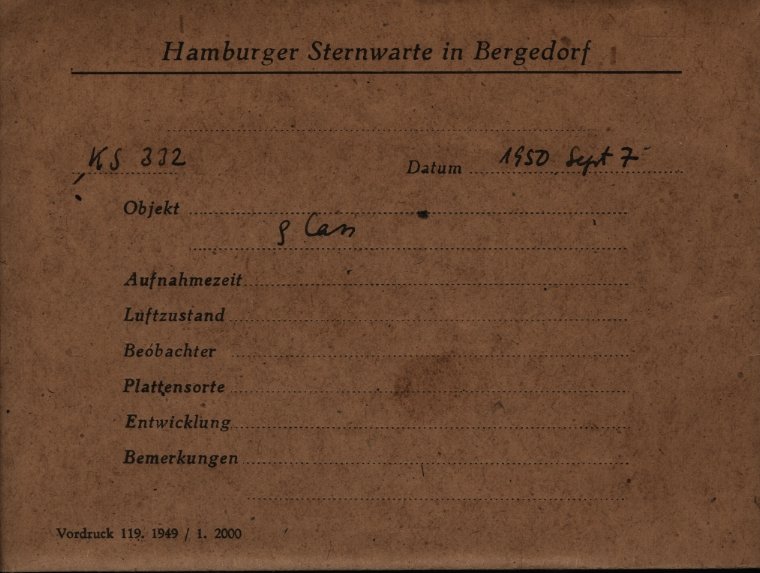 Hamburger Sternwarte in Bergedorf
KS 332 Datum 1950 Sept 7
Objekt
ρ Cass
Aufnahmezeit
Luftzustand
Beobachter
Plattensorte
Entwicklung
Bemerkungen
Vordruck 119. 1949 / 1. 2000